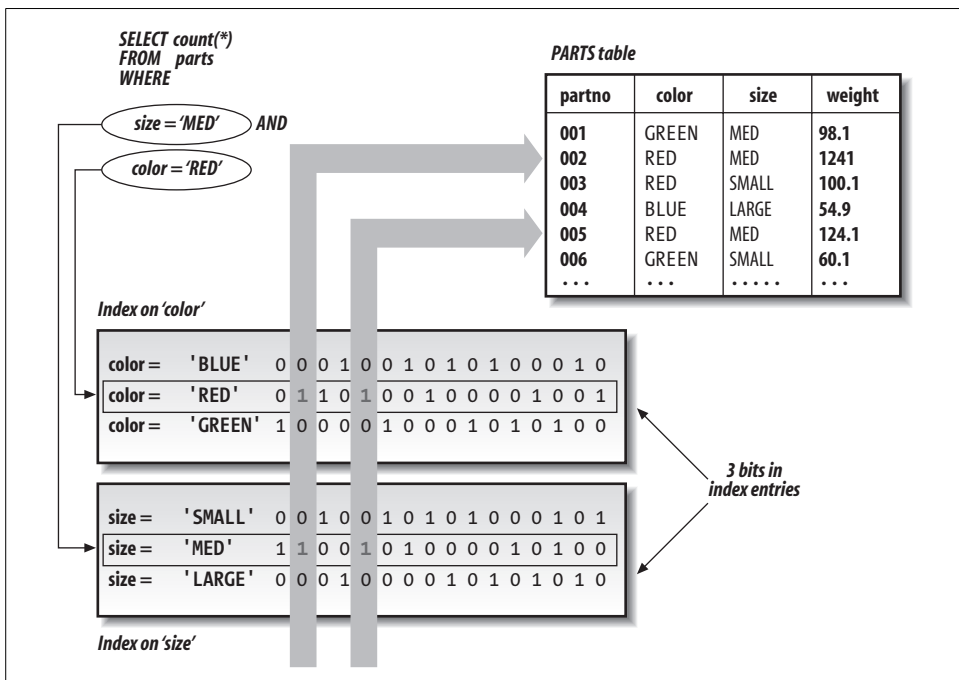 SELECT count(*)
FROM parts
WHERE
size = ‘MED’ AND
color = ‘RED’
PARTS table
partno color size weight
001 GREEN MED 98.1
002 RED MED 1241
003 RED SMALL 100.1
004 BLUE LARGE 54.9
005 RED MED 124.1
006 GREEN SMALL 60.1
... ... ..... ...
Index on ‘color’
color = 'BLUE' 0 0 0 1 0 0 1 0 1 0 1 0 0 0 1 0
color = 'RED' 0 1 1 0 1 0 0 1 0 0 0 0 1 0 0 1
color = 'GREEN' 1 0 0 0 0 1 0 0 0 1 0 1 0 1 0 0
3 bits in
index entries
size = 'SMALL' 0 0 1 0 0 1 0 1 0 1 0 0 0 1 0 1
size = 'MED' 1 1 0 0 1 0 1 0 0 0 0 1 0 1 0 0
size = 'LARGE' 0 0 0 1 0 0 0 0 1 0 1 0 1 0 1 0
Index on ‘size’